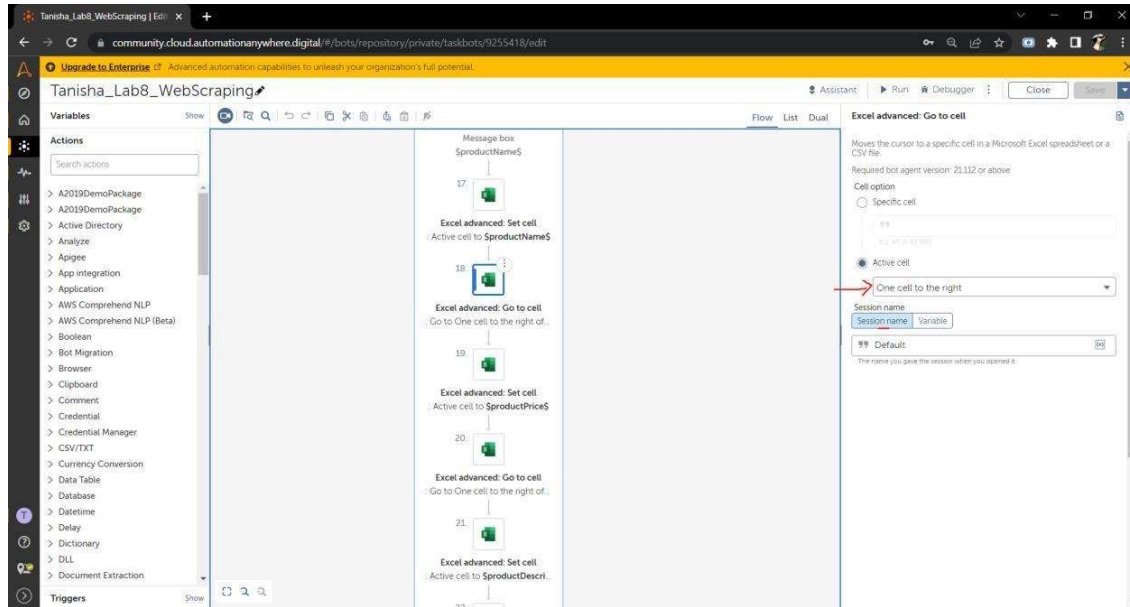 Tanisha_Lab8_WebScraping | Edi
community.cloud.automationanywhere.digital/#/bots/repository/private/taskbots/9255418/edit
Upgrade to Enterprise Advanced automation capabilities to unleash your organization's full potential.
Tanisha_Lab8_WebScraping
Assistant Run Debugger Close Save
Variables Show
Flow List Dual
Actions
Search actions
A2019DemoPackage
A2019DemoPackage
Active Directory
Analyze
Apigee
App integration
Application
AWS Comprehend NLP
AWS Comprehend NLP (Beta)
Boolean
Bot Migration
Browser
Clipboard
Comment
Credential
Credential Manager
CSV/TXT
Currency Conversion
Data Table
Database
Datetime
Delay
Dictionary
DLL
Document Extraction
Triggers Show
T
Message box
$productName$
17.
Excel advanced: Set cell
: Active cell to $productName$
18.
Excel advanced: Go to cell
: Go to One cell to the right of...
19.
Excel advanced: Set cell
: Active cell to $productPrice$
20.
Excel advanced: Go to cell
: Go to One cell to the right of...
21.
Excel advanced: Set cell
: Active cell to $productDescri...
22.
Excel advanced: Go to cell
Moves the cursor to a specific cell in a Microsoft Excel spreadsheet or a
CSV file.
Required bot agent version: 21.112 or above
Cell option
Specific cell
Active cell
One cell to the right
Session name
Session name Variable
Default
The name you gave the session when you opened it.